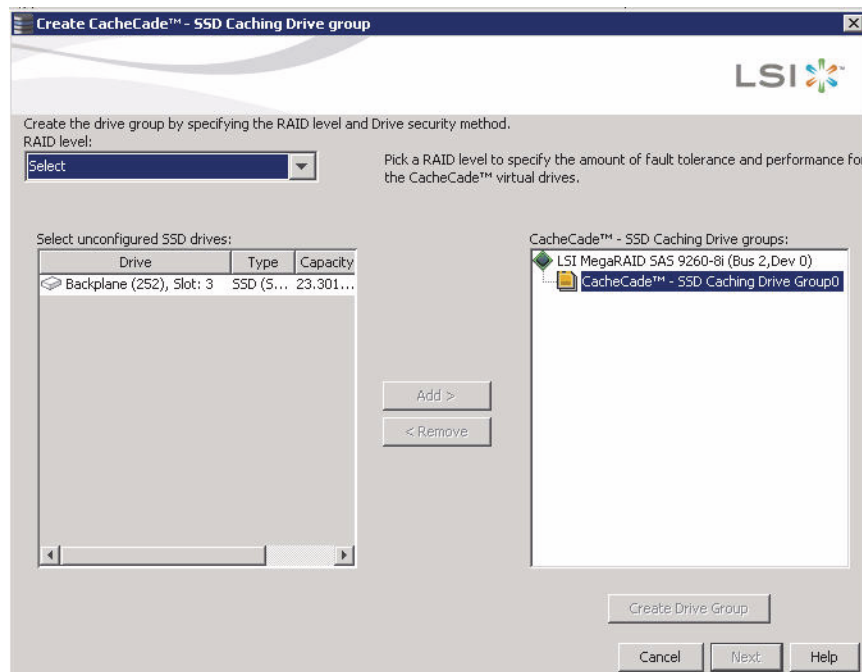 Create CacheCade™ - SSD Caching Drive group
LSI
Create the drive group by specifying the RAID level and Drive security method.
RAID level:
Select
Pick a RAID level to specify the amount of fault tolerance and performance for
the CacheCade™ virtual drives.
Select unconfigured SSD drives:
Drive Type Capacity
Backplane (252), Slot: 3 SSD (S... 23.301...
Add >
< Remove
CacheCade™ - SSD Caching Drive groups:
LSI MegaRAID SAS 9260-8i (Bus 2,Dev 0)
CacheCade™ - SSD Caching Drive Group0
Create Drive Group
Cancel Next Help